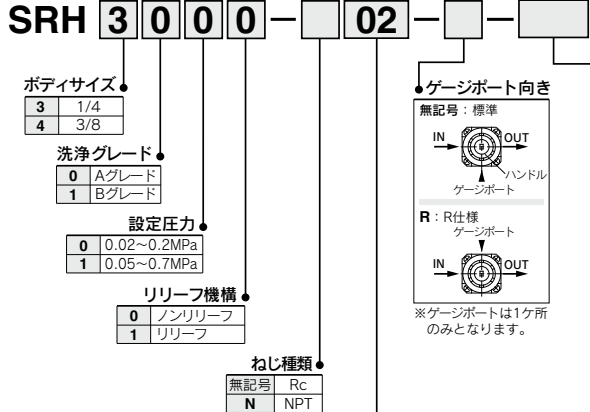 SRH 3 0 0 0 － 02 － －
ボディサイズ
3 1/4
4 3/8
洗浄グレード
0 Aグレード
1 Bグレード
設定圧力
0 0.02～0.2MPa
1 0.05～0.7MPa
リリーフ機構
0 ノンリリーフ
1 リリーフ
ねじ種類
無記号 Rc
N NPT
ゲージポート向き
無記号：標準
IN OUT
ハンドル
ゲージポート
R：R仕様
ゲージポート
IN OUT
※ゲージポートは1ケ所
のみとなります。